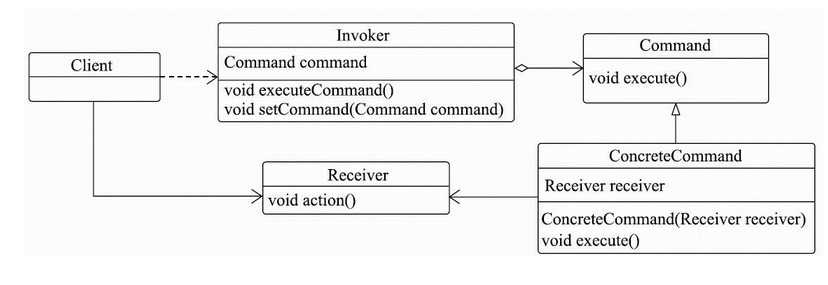 Client
Invoker
Command command
void executeCommand()
void setCommand(Command command)
Command
void execute()
Receiver
void action()
ConcreteCommand
Receiver receiver
ConcreteCommand(Receiver receiver)
void execute()